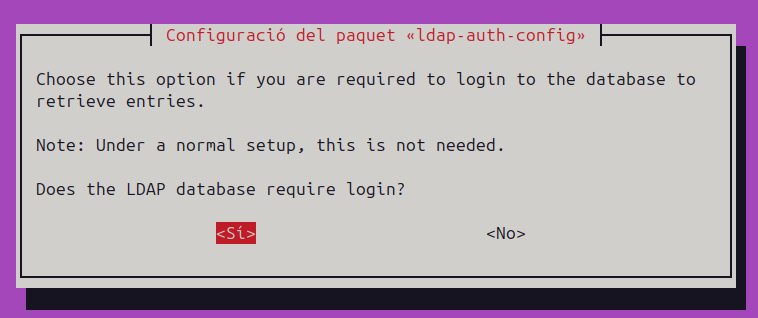 Configuració del paquet «ldap-auth-config»
Choose this option if you are required to login to the database to
retrieve entries.
Note: Under a normal setup, this is not needed.
Does the LDAP database require login?
<Sí> <No>